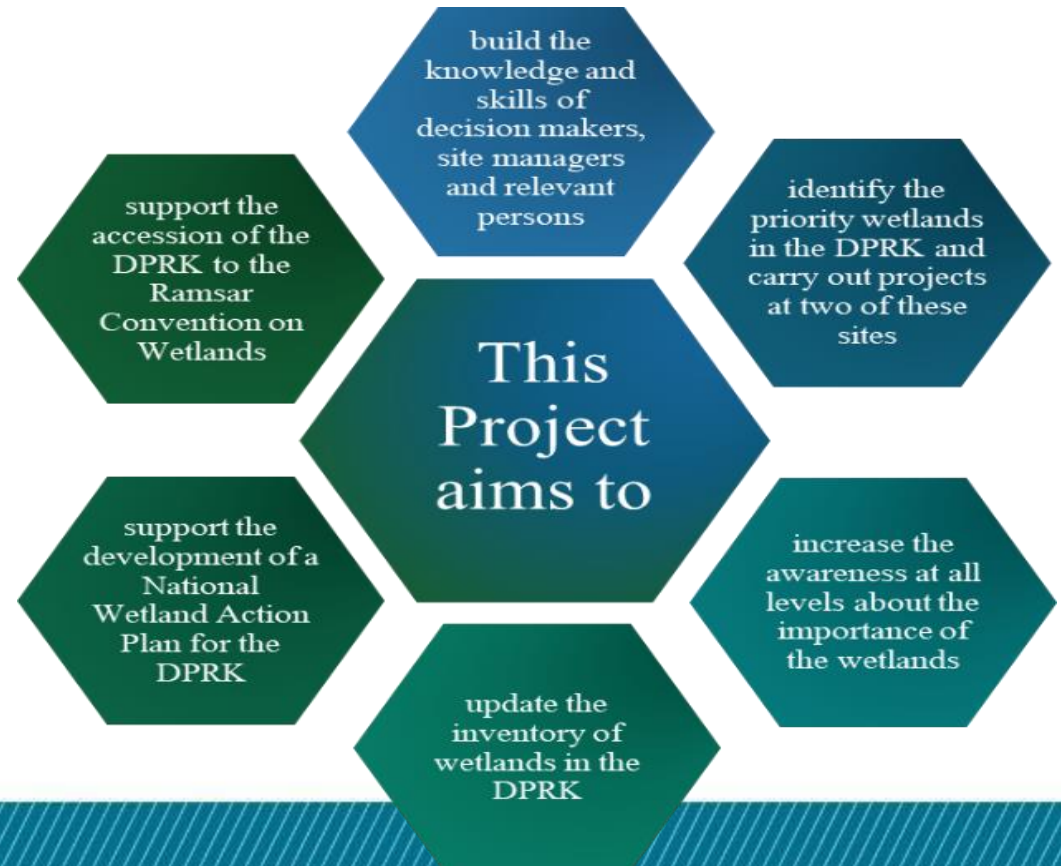 This
Project
aims to
build the
knowledge and
skills of
decision makers,
site managers
and relevant
persons
identify the
priority wetlands
in the DPRK and
carry out projects
at two of these
sites
increase the
awareness at all
levels about the
importance of
the wetlands
update the
inventory of
wetlands in the
DPRK
support the
development of a
National
Wetland Action
Plan for the
DPRK
support the
accession of the
DPRK to the
Ramsar
Convention on
Wetlands